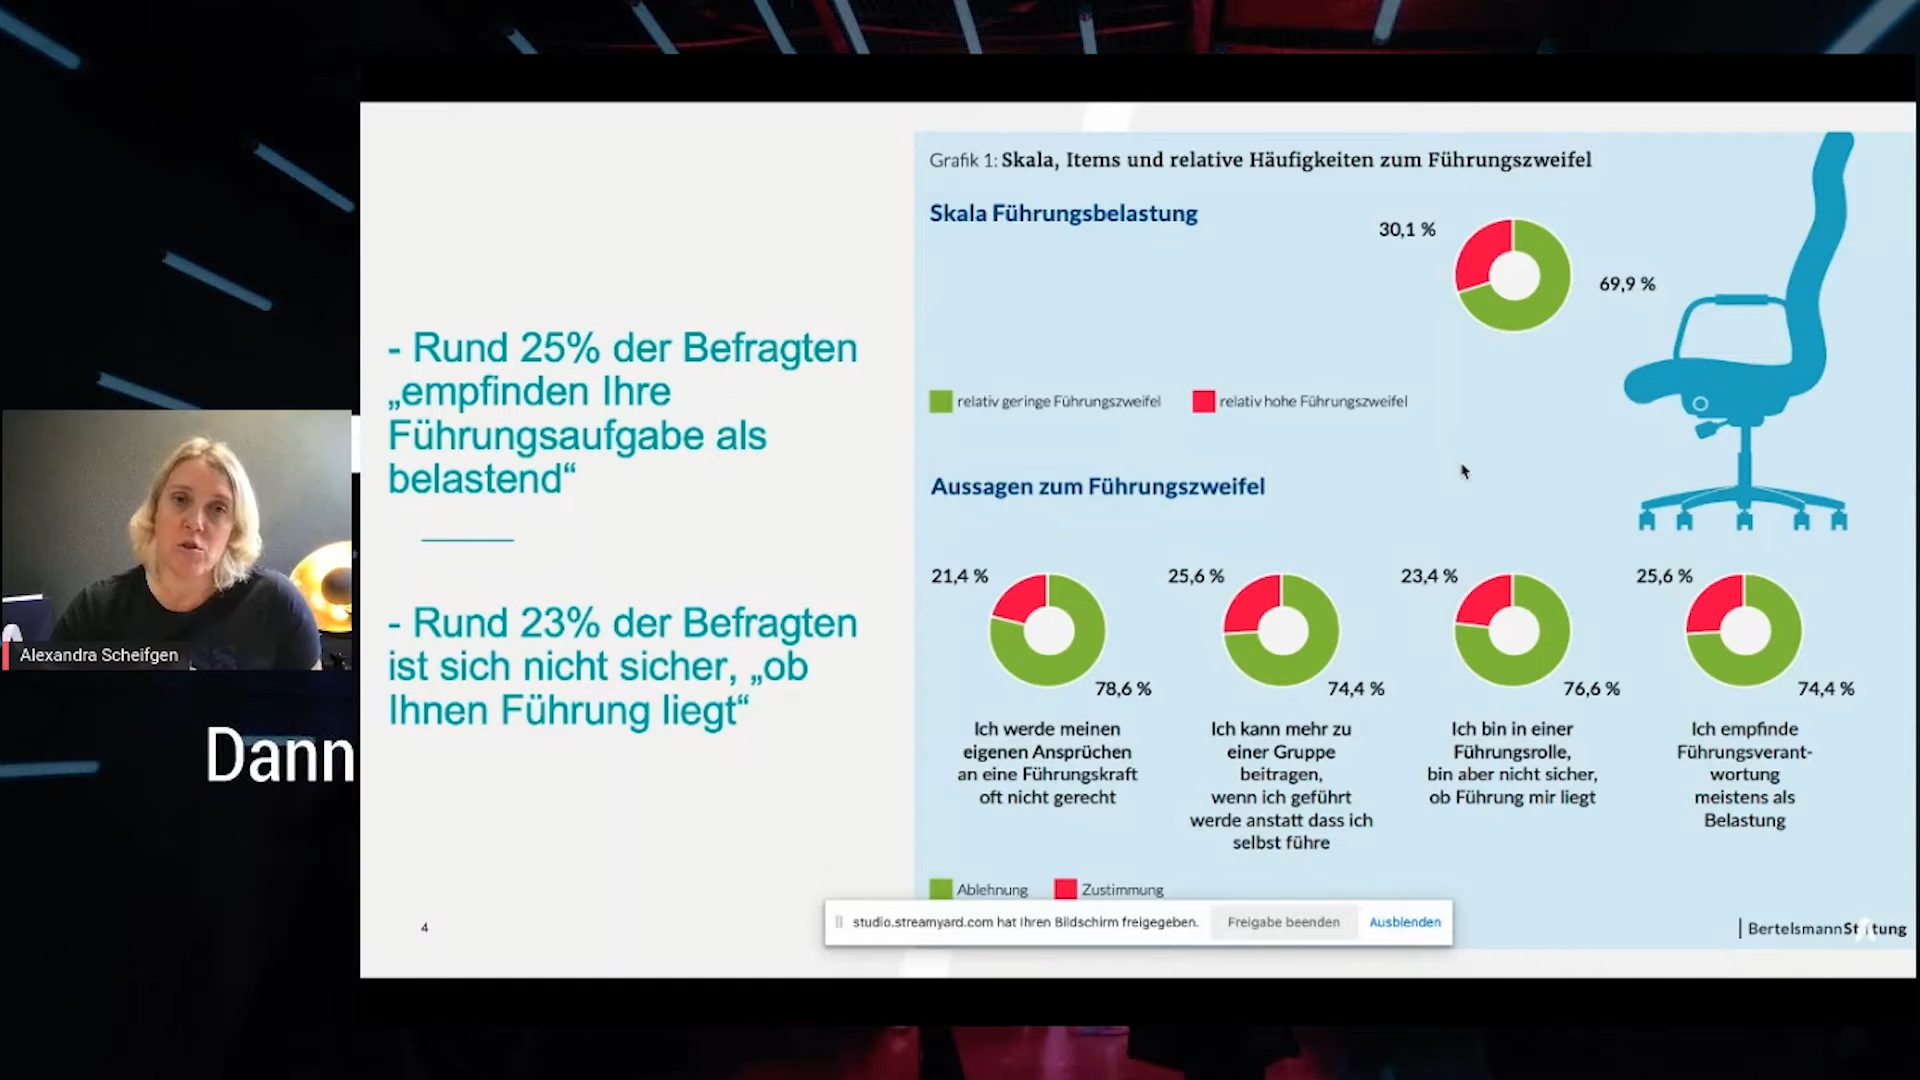 Grafik 1: Skala, Items und relative Häufigkeiten zum Führungszweifel
Skala Führungsbelastung
30,1 %
69,9 %
relativ geringe Führungszweifel
relativ hohe Führungszweifel
- Rund 25% der Befragten
„empfinden Ihre
Führungsaufgabe als
belastend“
- Rund 23% der Befragten
ist sich nicht sicher, „ob
Ihnen Führung liegt“
Aussagen zum Führungszweifel
21,4 %
78,6 %
Ich werde meinen
eigenen Ansprüchen
an eine Führungskraft
oft nicht gerecht
25,6 %
74,4 %
Ich kann mehr zu
einer Gruppe
beitragen,
wenn ich geführt
werde anstatt dass ich
selbst führe
23,4 %
76,6 %
Ich bin in einer
Führungsrolle,
bin aber nicht sicher,
ob Führung mir liegt
25,6 %
74,4 %
Ich empfinde
Führungsverant-
wortung
meistens als
Belastung
Ablehnung
Zustimmung
studio.streamyard.com hat Ihren Bildschirm freigegeben.
Freigabe beenden
Ausblenden
4
BertelsmannStiftung
Alexandra Scheifgen
Dann